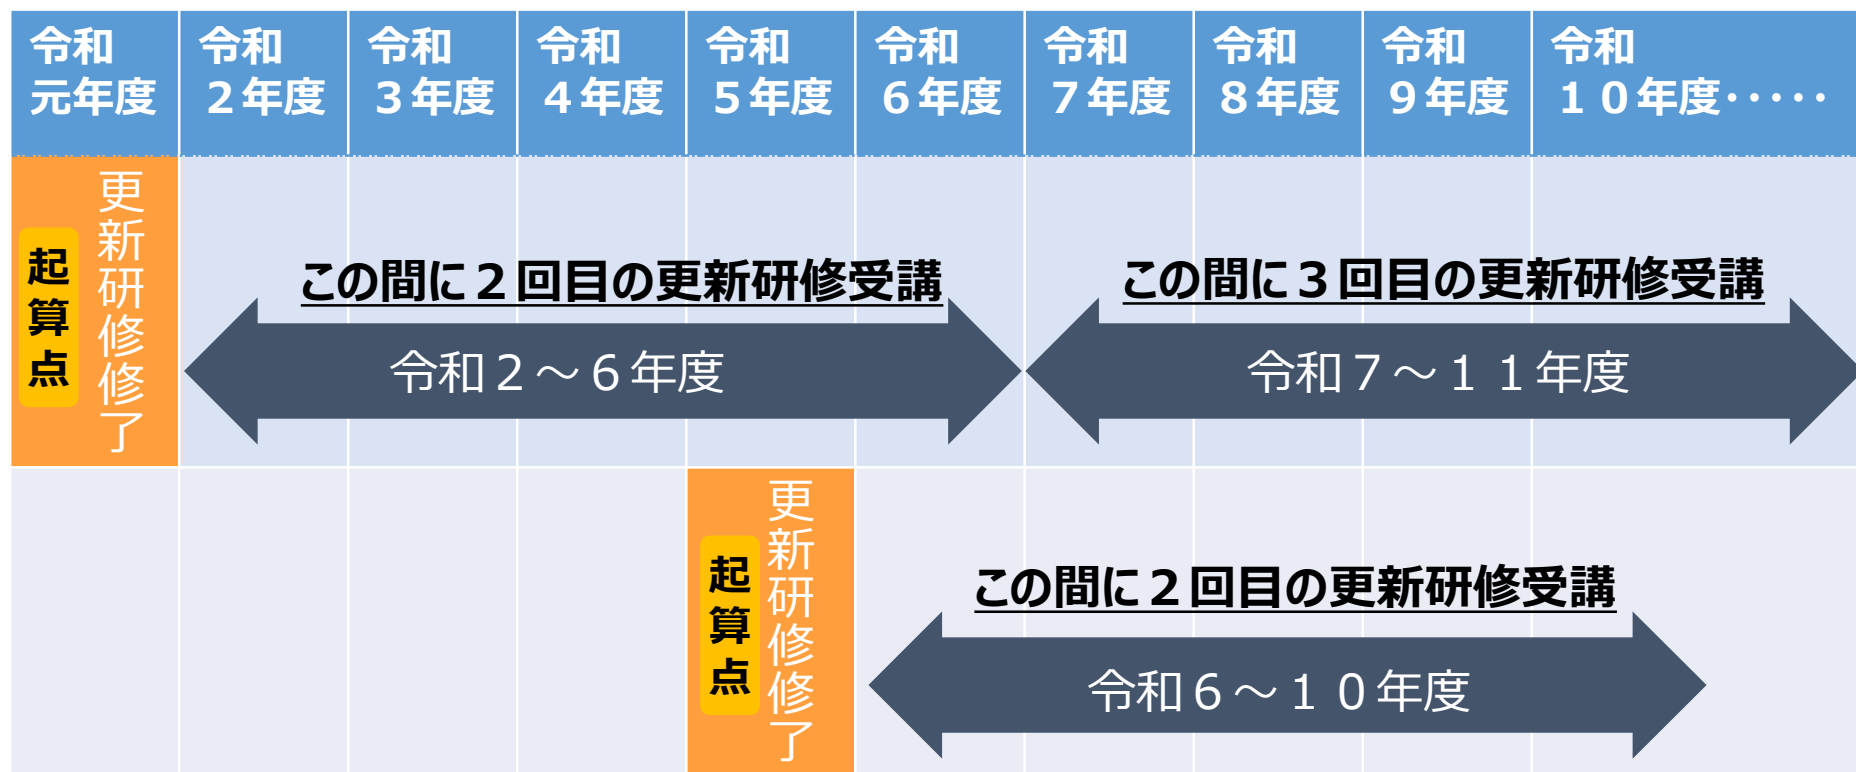 令和
元年度
令和
２年度
令和
３年度
令和
４年度
令和
５年度
令和
６年度
令和
７年度
令和
８年度
令和
９年度
令和
１０年度‥‥‥
起算点
更新研修修了
この間に２回目の更新研修受講
令和２～６年度
この間に３回目の更新研修受講
令和７～１１年度
起算点
更新研修修了
この間に２回目の更新研修受講
令和６～１０年度